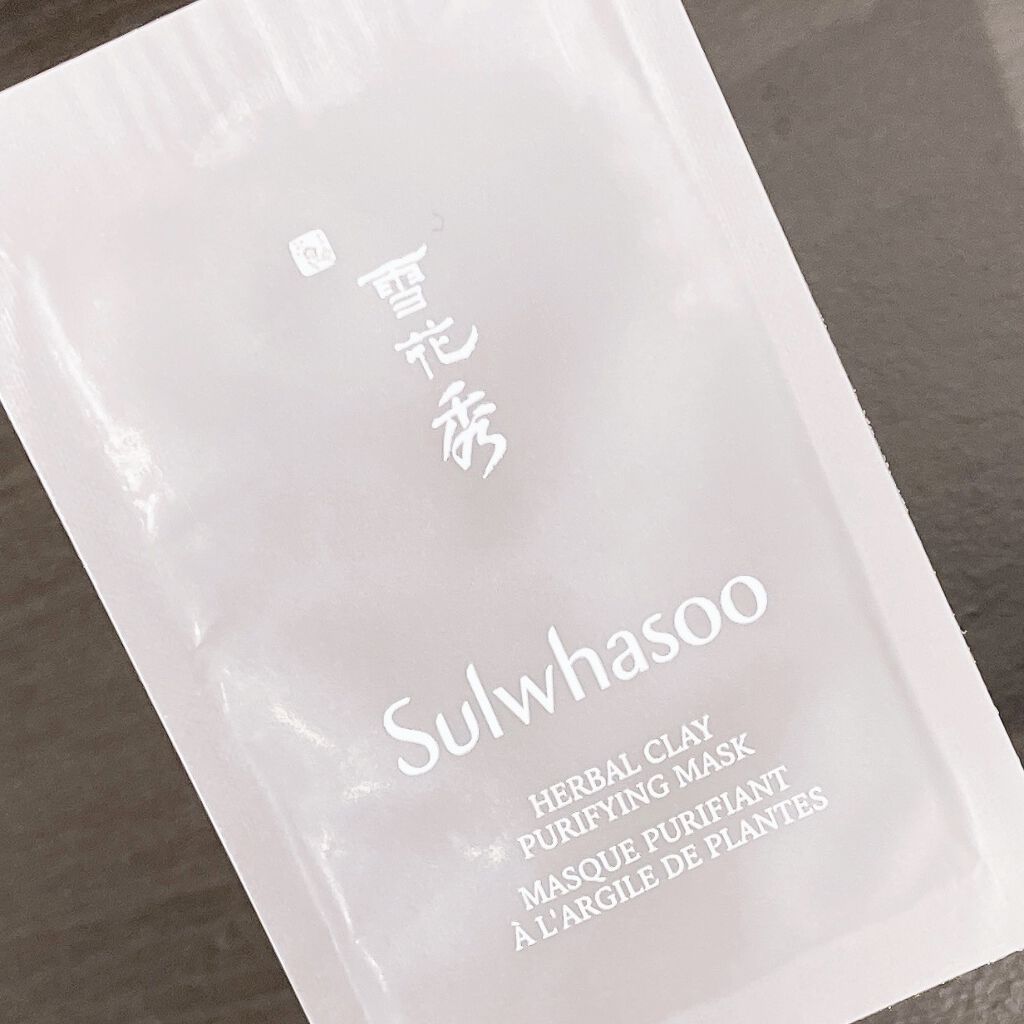 雪花秀
Sulwhasoo
HERBAL CLAY
PURIFYING MASK
MASQUE PURIFIANT
À L'ARGILE DE PLANTES